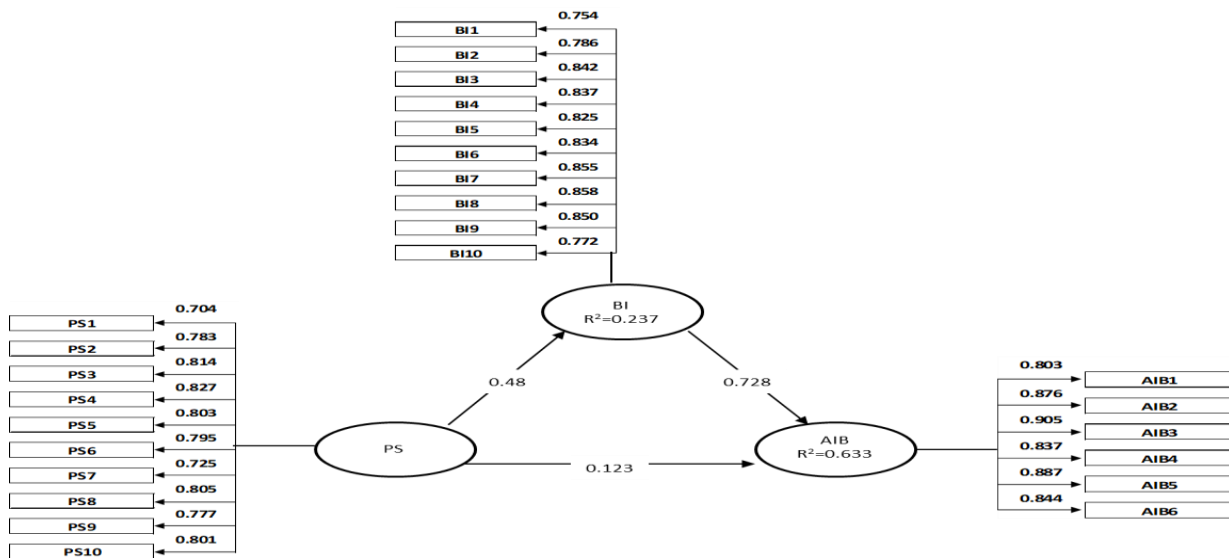 0.754
BI1
0.786
BI2
0.842
BI3
0.837
BI4
0.825
BI5
0.834
BI6
0.855
BI7
0.858
BI8
0.850
BI9
0.772
BI10
BI
R²=0.237
0.704
PS1
0.783
PS2
0.814
PS3
0.827
PS4
0.803
PS5
0.795
PS6
0.725
PS7
0.805
PS8
0.777
PS9
0.801
PS10
PS
0.48
0.728
0.123
AIB
R²=0.633
0.803
AIB1
0.876
AIB2
0.905
AIB3
0.837
AIB4
0.887
AIB5
0.844
AIB6